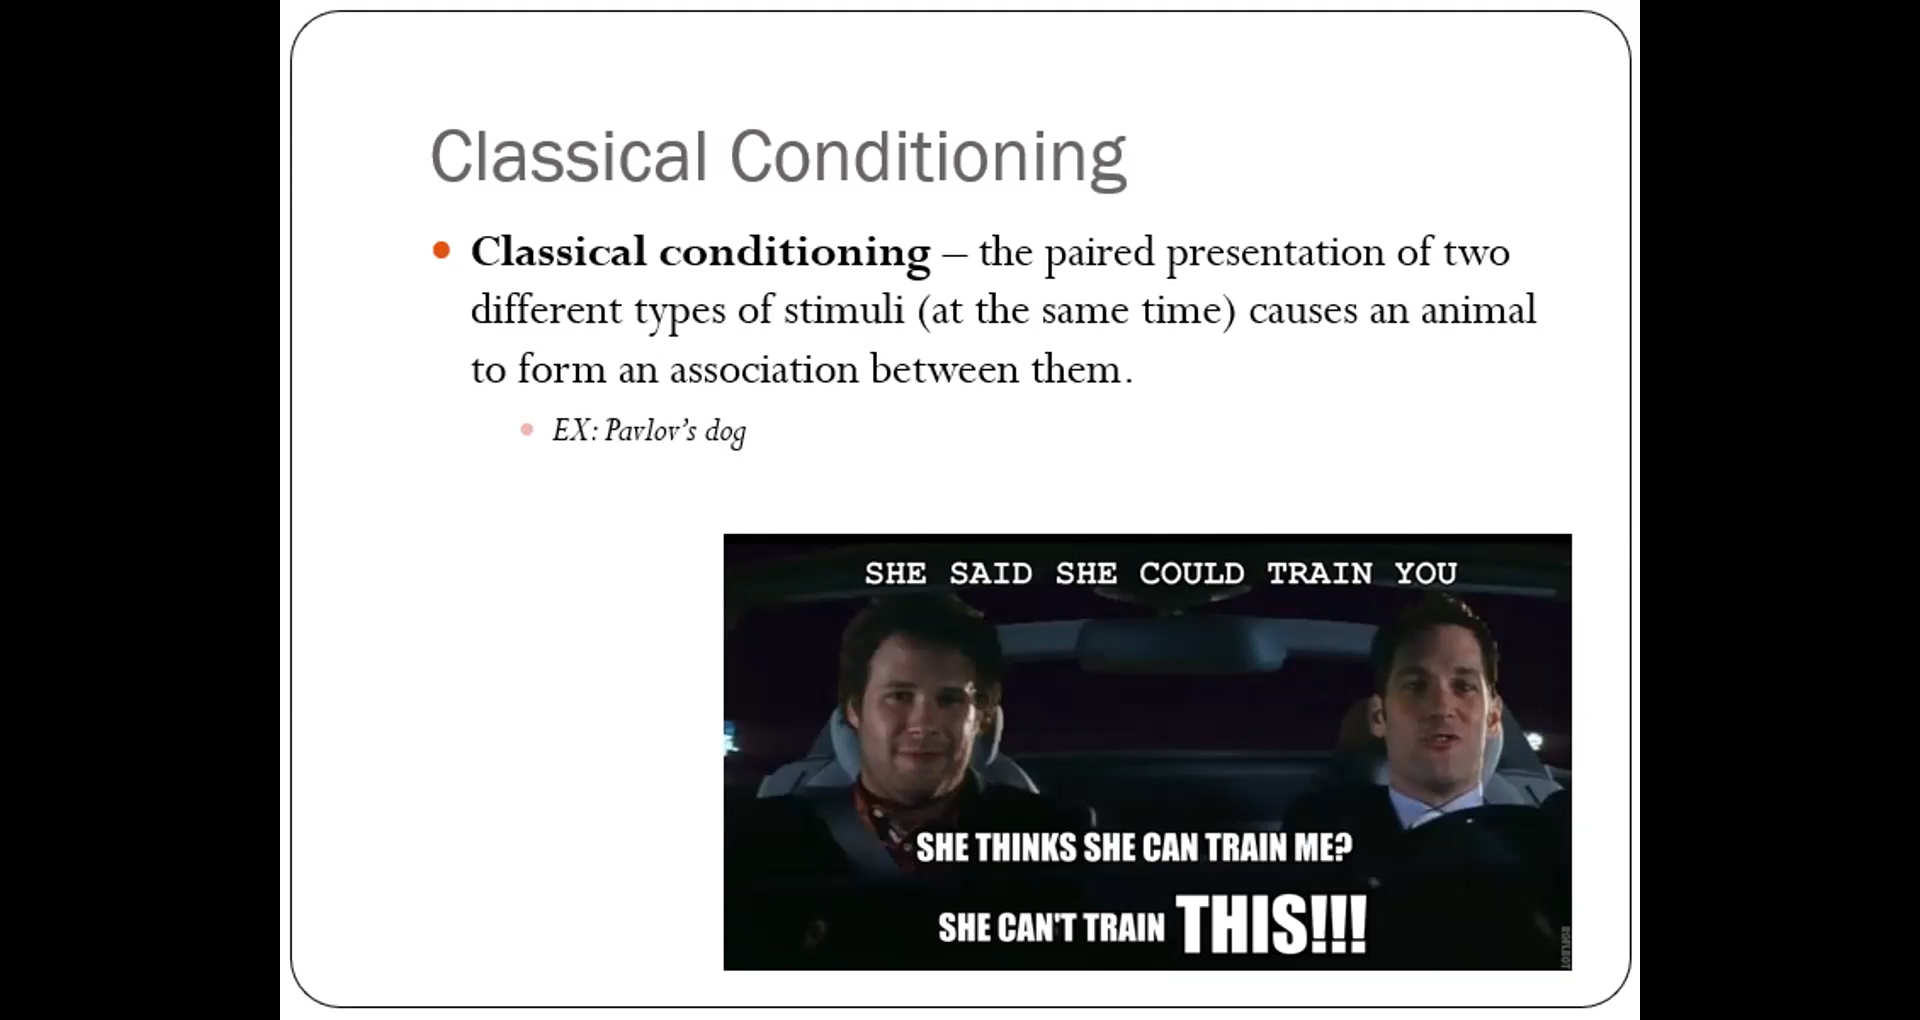 Classical Conditioning
• Classical conditioning – the paired presentation of two
different types of stimuli (at the same time) causes an animal
to form an association between them.
• EX: Pavlov’s dog
SHE SAID SHE COULD TRAIN YOU
SHE THINKS SHE CAN TRAIN ME?
SHE CAN'T TRAIN THIS!!!
ROFLBOT